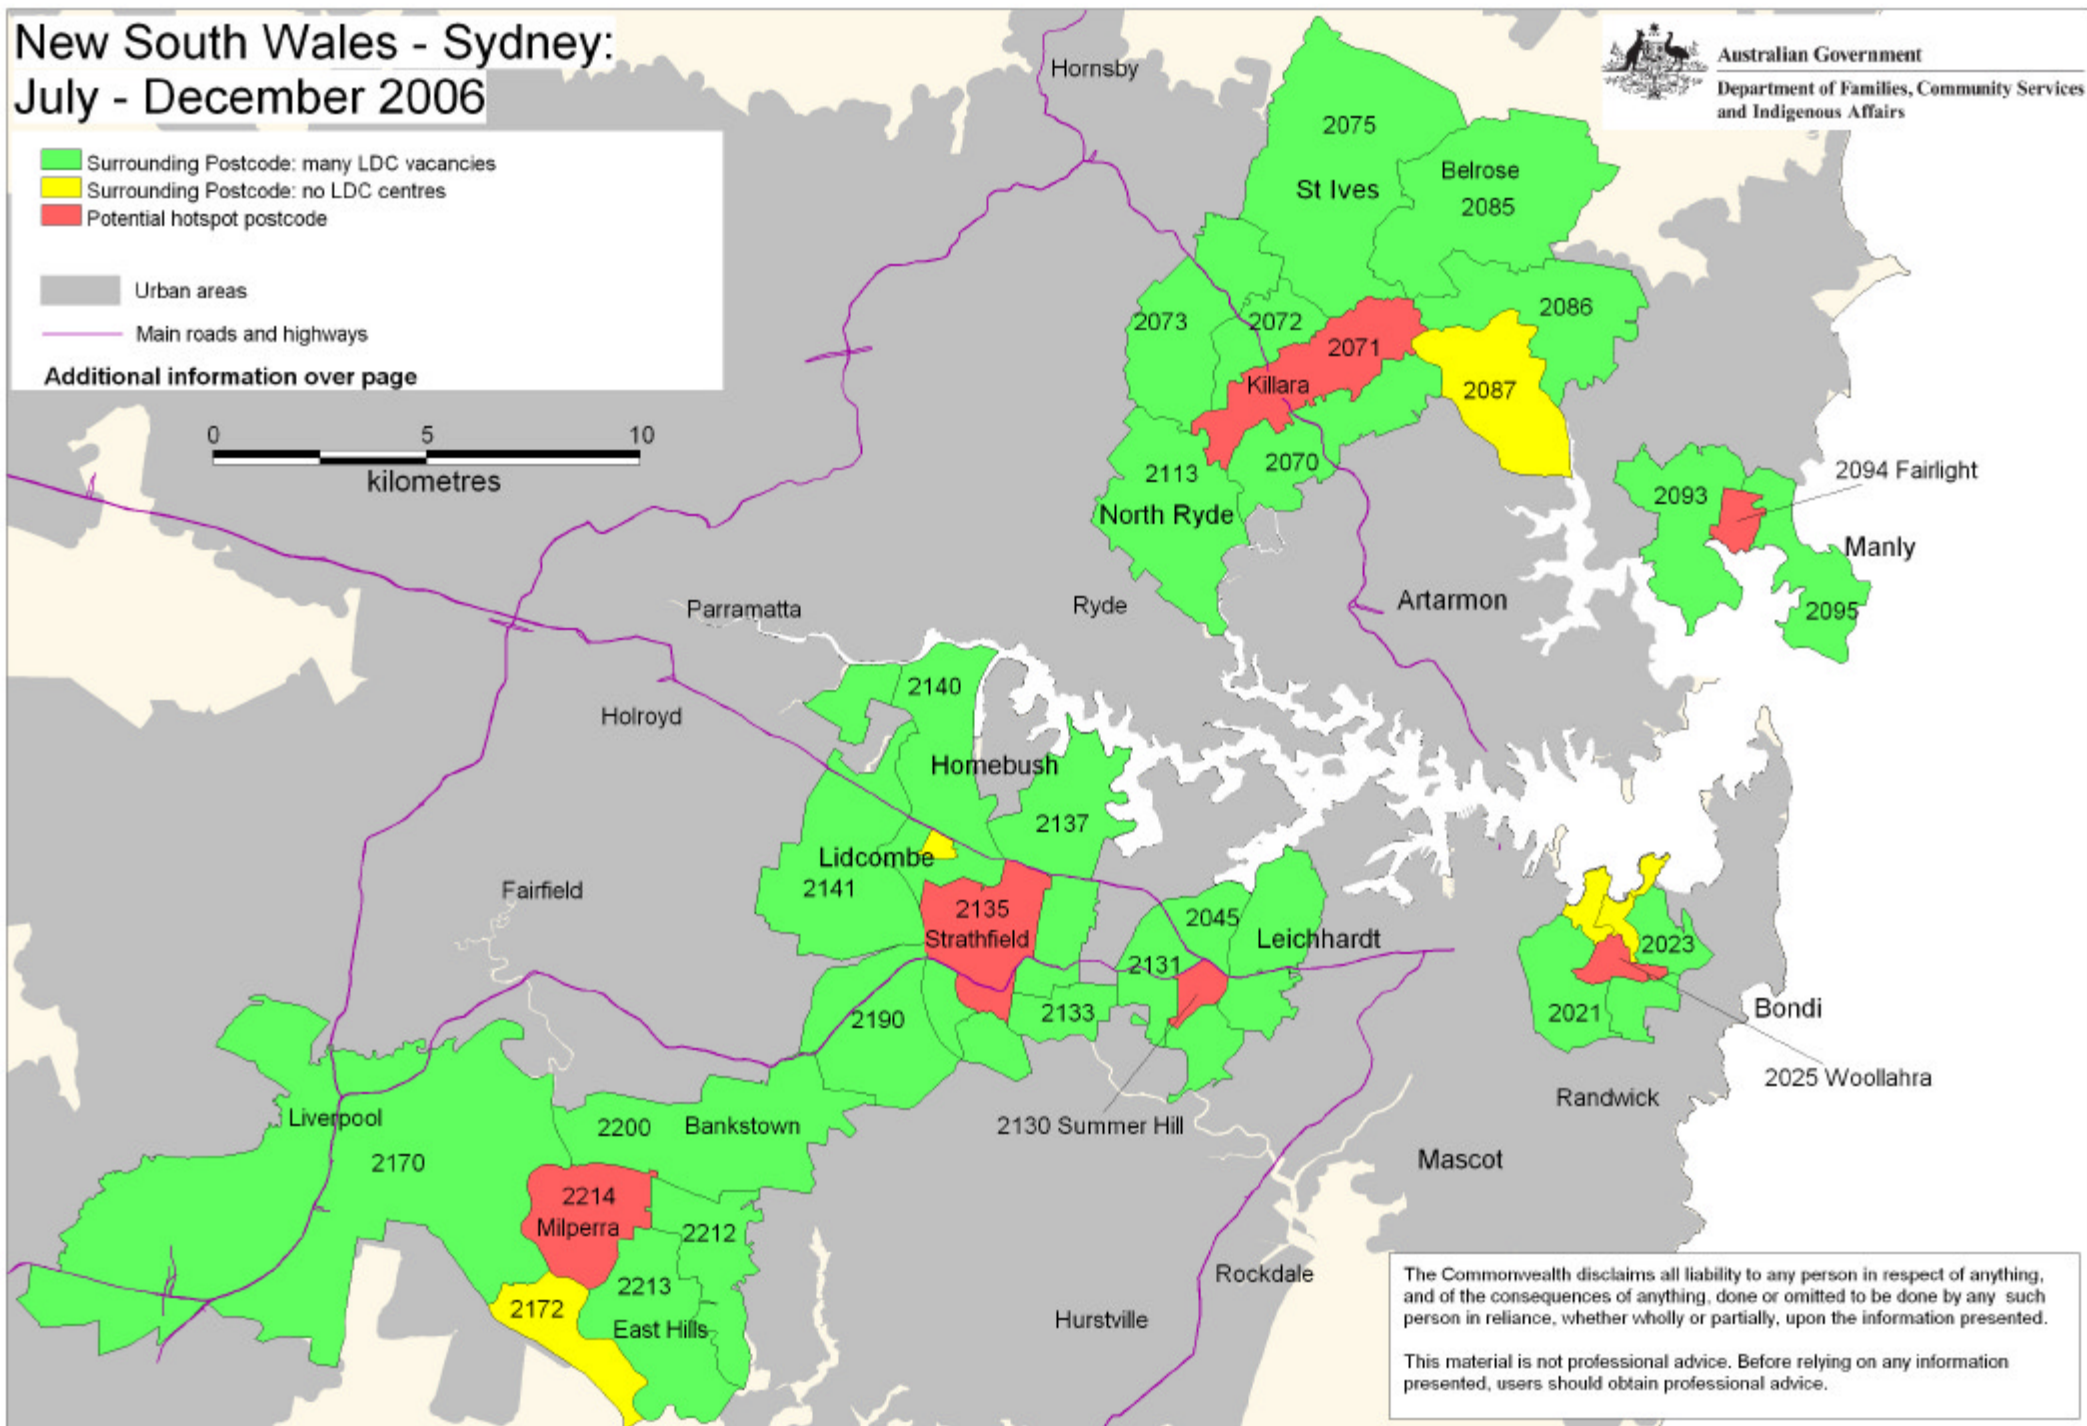 New South Wales - Sydney:
July - December 2006
Australian Government
Department of Families, Community Services
and Indigenous Affairs
Surrounding Postcode: many LDC vacancies
Surrounding Postcode: no LDC centres
Potential hotspot postcode
Urban areas
Main roads and highways
Additional information over page
0 5 10
kilometres
Hornsby
2075
St Ives
Belrose
2085
2086
2073
2072
2071
Killara
2087
2070
2113
North Ryde
2094 Fairlight
2093
Manly
2095
Artarmon
Ryde
Parramatta
Holroyd
2140
Homebush
2137
Lidcombe
2141
Fairfield
2135
Strathfield
2045
Leichhardt
2131
2133
2190
2023
2021
Bondi
2025 Woollahra
Randwick
2130 Summer Hill
Mascot
Liverpool
2170
2200 Bankstown
2214
Milperra
2212
2213
East Hills
2172
Rockdale
Hurstville
The Commonwealth disclaims all liability to any person in respect of anything,
and of the consequences of anything, done or omitted to be done by any such
person in reliance, whether wholly or partially, upon the information presented.
This material is not professional advice. Before relying on any information
presented, users should obtain professional advice.